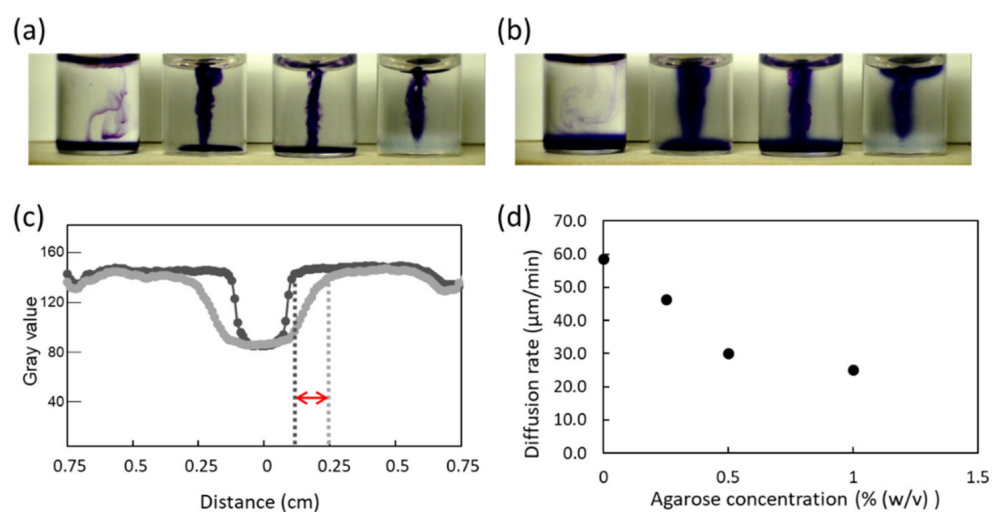 (a)
(b)
(c)
160
120
80
40
Gray value
0.75
0.50
0.25
0
0.25
0.5
0.75
Distance (cm)
(d)
70.0
60.0
50.0
40.0
30.0
20.0
10.0
0.0
Diffusion rate (µm/min)
0
0.5
1
1.5
Agarose concentration (% (w/v) )